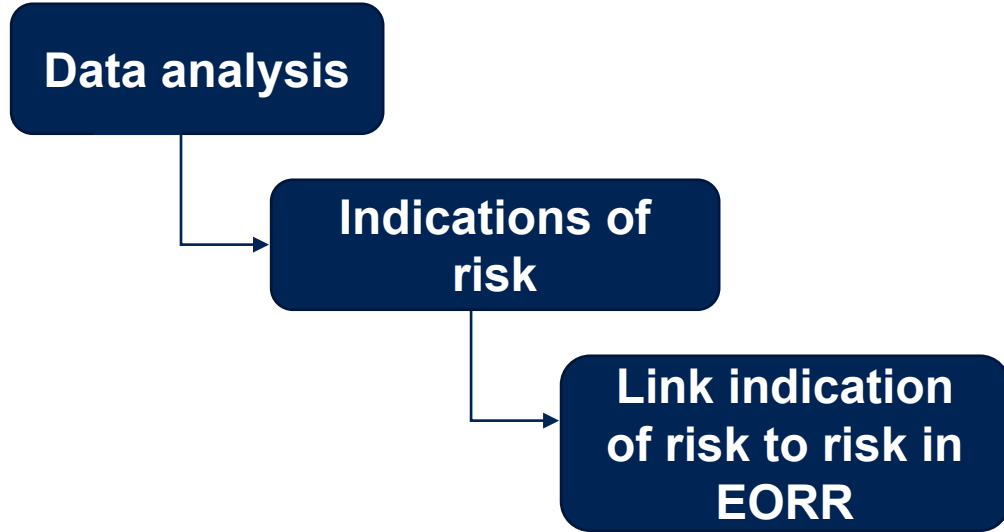 Data analysis
Indications of
risk
Link indication
of risk to risk in
EORR